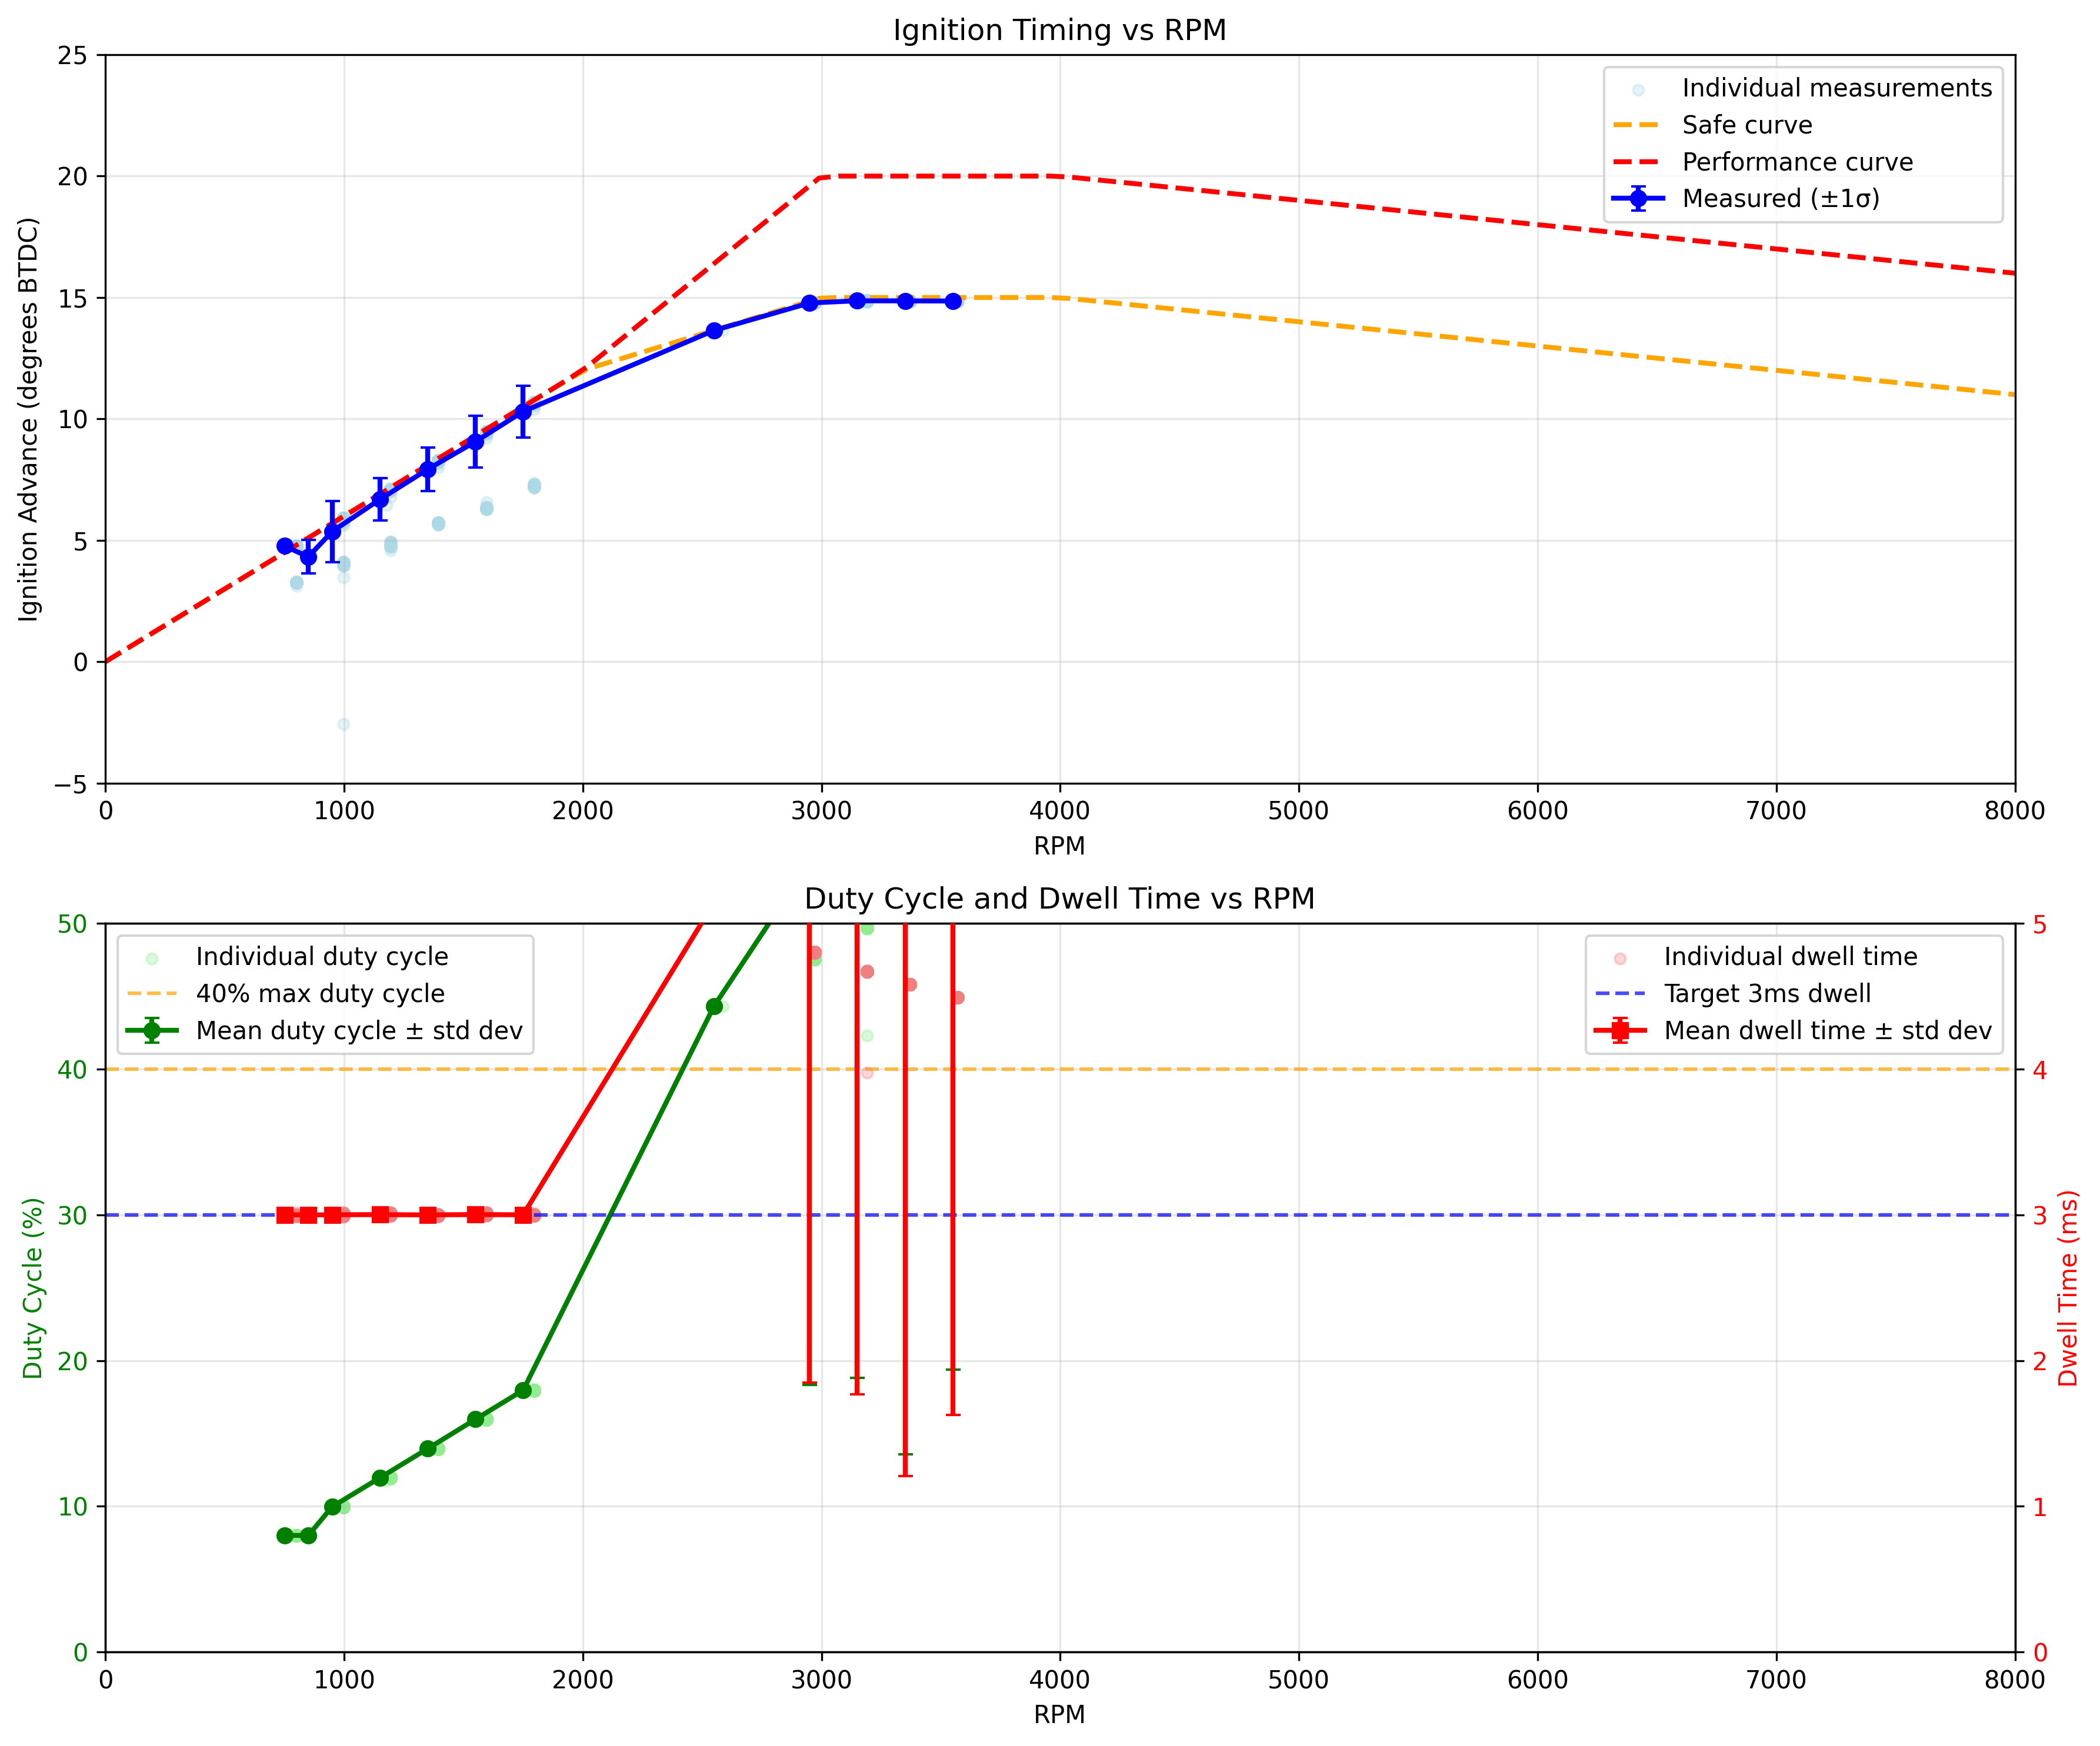 Ignition Timing vs RPM
25
20
15
10
5
0
−5
Ignition Advance (degrees BTDC)
Individual measurements
Safe curve
Performance curve
Measured (±1σ)
0 1000 2000 3000 4000 5000 6000 7000 8000
RPM
Duty Cycle and Dwell Time vs RPM
50
40
30
20
10
0
Duty Cycle (%)
Individual duty cycle
40% max duty cycle
Mean duty cycle ± std dev
Individual dwell time
Target 3ms dwell
Mean dwell time ± std dev
5
4
3
2
1
0
Dwell Time (ms)
0 1000 2000 3000 4000 5000 6000 7000 8000
RPM